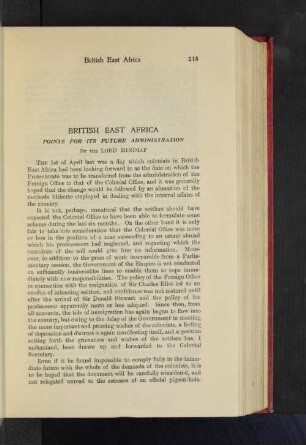 British East Africa 215
BRITISH EAST AFRICA
POINTS FOR ITS FUTURE ADMINISTRATION
BY THE LORD HINDLIP
THE 1st of April last was a day which colonists in British
East Africa had been looking forward to as the date on which the
Protectorate was to be transferred from the administration of the
Foreign Office to that of the Colonial Office, and it was generally
hoped that the change would be followed by an alteration of the
methods hitherto employed in dealing with the internal affairs of
the country.
It is not, perhaps, unnatural that the settlers should have
expected the Colonial Office to have been able to formulate some
scheme during the last six months. On the other hand it is only
fair to take into consideration that the Colonial Office was more
or less in the position of a man succeeding to an estate abroad
which his predecessors had neglected, and regarding which the
executors of the will could give him no information. More-
over, in addition to the press of work inseparable from a Parlia-
mentary session, the Government of the Empire is not conducted
on sufficiently businesslike lines to enable them to cope imme-
diately with new responsibilities. The policy of the Foreign Office
in connection with the resignation of Sir Charles Eliot led to an
exodus of intending settlers, and confidence was not restored until
after the arrival of Sir Donald Stewart and the policy of his
predecessor apparently more or less adopted. Since then, from
all accounts, the tide of immigration has again begun to flow into
the country, but owing to the delay of the Government in meeting
the more important and pressing wishes of the colonists, a feeling
of depression and distrust is again manifesting itself, and a petition
setting forth the grievances and wishes of the settlers has, I
understand, been drawn up and forwarded to the Colonial
Secretary.
Even if it be found impossible to comply fully in the imme-
diate future with the whole of the demands of the colonists, it is
to be hoped that the document will be carefully considered, and
not relegated unread to the recesses of an official pigeon-hole.